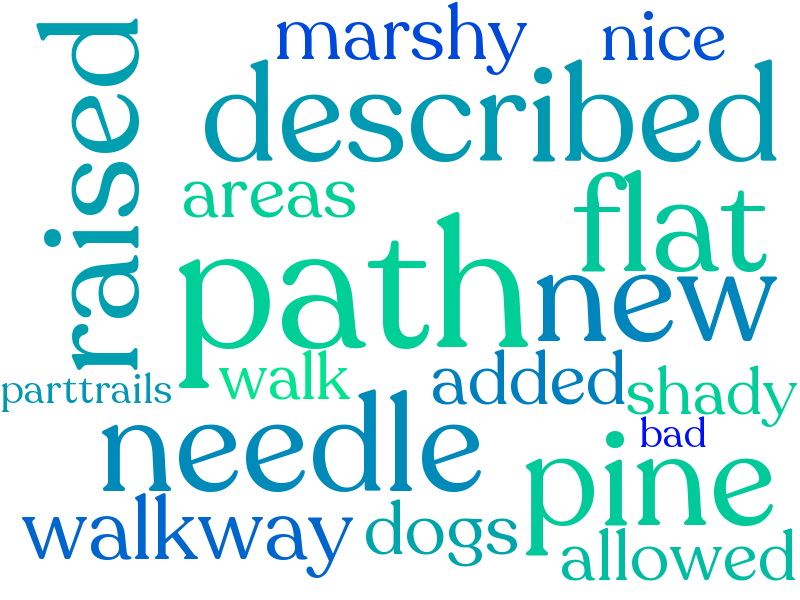 marshy nice
raised
described
areas
flat
path
new
parttrails
walk
added
shady
needle
bad
pine
walkway
dogs
allowed